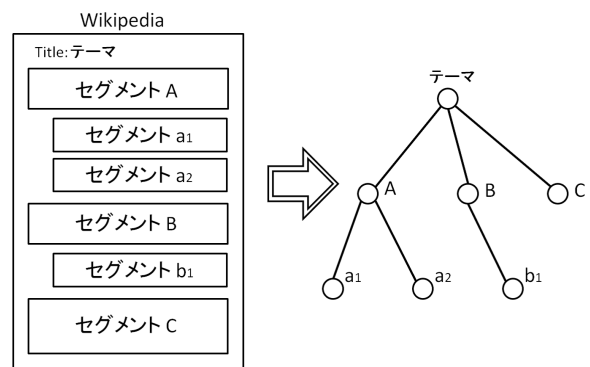 Wikipedia
Title:テーマ
セグメント A
セグメント a1
セグメント a2
セグメント B
セグメント b1
セグメント C
テーマ
A
B
C
a1
a2
b1